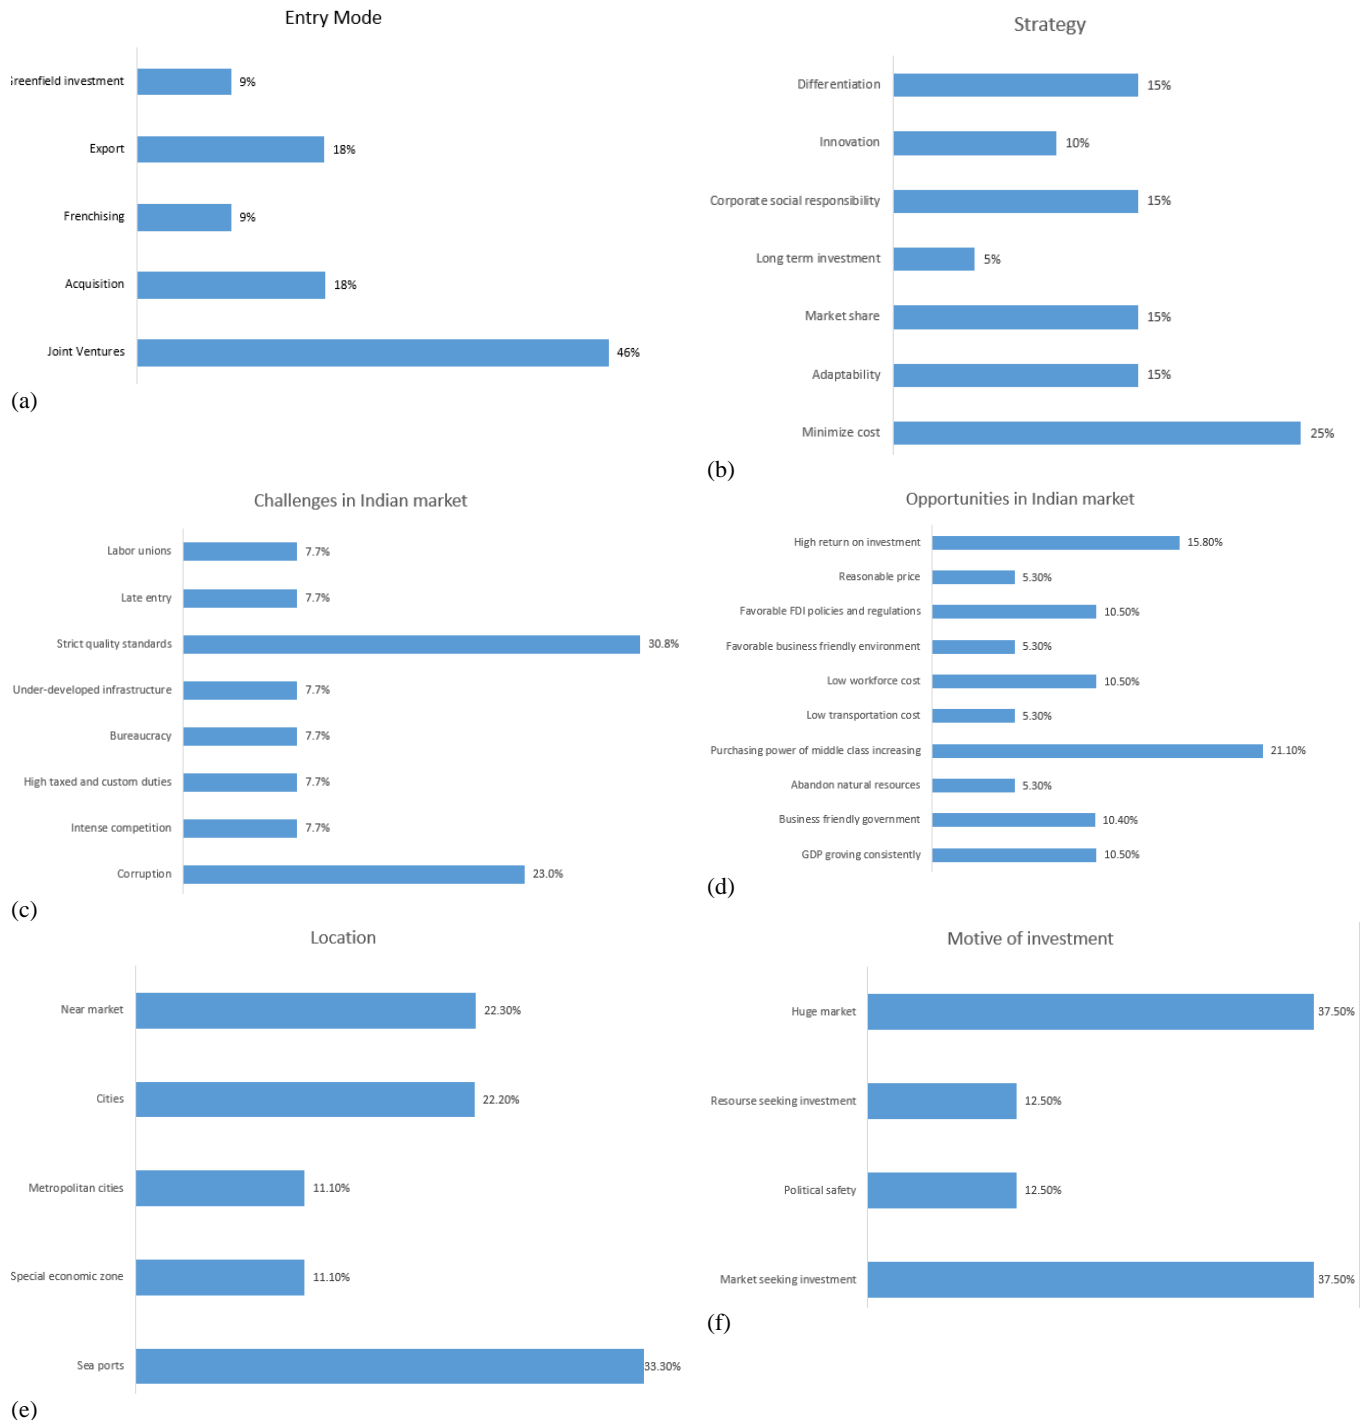 Entry Mode
reenfield investment
9%
Export
18%
Frenchising
9%
Acquisition
18%
Joint Ventures
46%
(a)
Strategy
Differentiation
15%
Innovation
10%
Corporate social responsibility
15%
Long term investment
5%
Market share
15%
Adaptability
15%
Minimize cost
25%
(b)
Challenges in Indian market
Labor unions
7.7%
Late entry
7.7%
Strict quality standards
30.8%
Under-developed infrastructure
7.7%
Bureaucracy
7.7%
High taxed and custom duties
7.7%
Intense competition
7.7%
Corruption
23.0%
(c)
Opportunities in Indian market
High return on investment
15.80%
Reasonable price
5.30%
Favorable FDI policies and regulations
10.50%
Favorable business friendly environment
5.30%
Low workforce cost
10.50%
Low transportation cost
5.30%
Purchasing power of middle class increasing
21.10%
Abandon natural resources
5.30%
Business friendly government
10.40%
GDP groving consistently
10.50%
(d)
Location
Near market
22.30%
Cities
22.20%
Metropolitan cities
11.10%
Special economic zone
11.10%
Sea ports
33.30%
(e)
Motive of investment
Huge market
37.50%
Resourse seeking investment
12.50%
Political safety
12.50%
Market seeking investment
37.50%
(f)